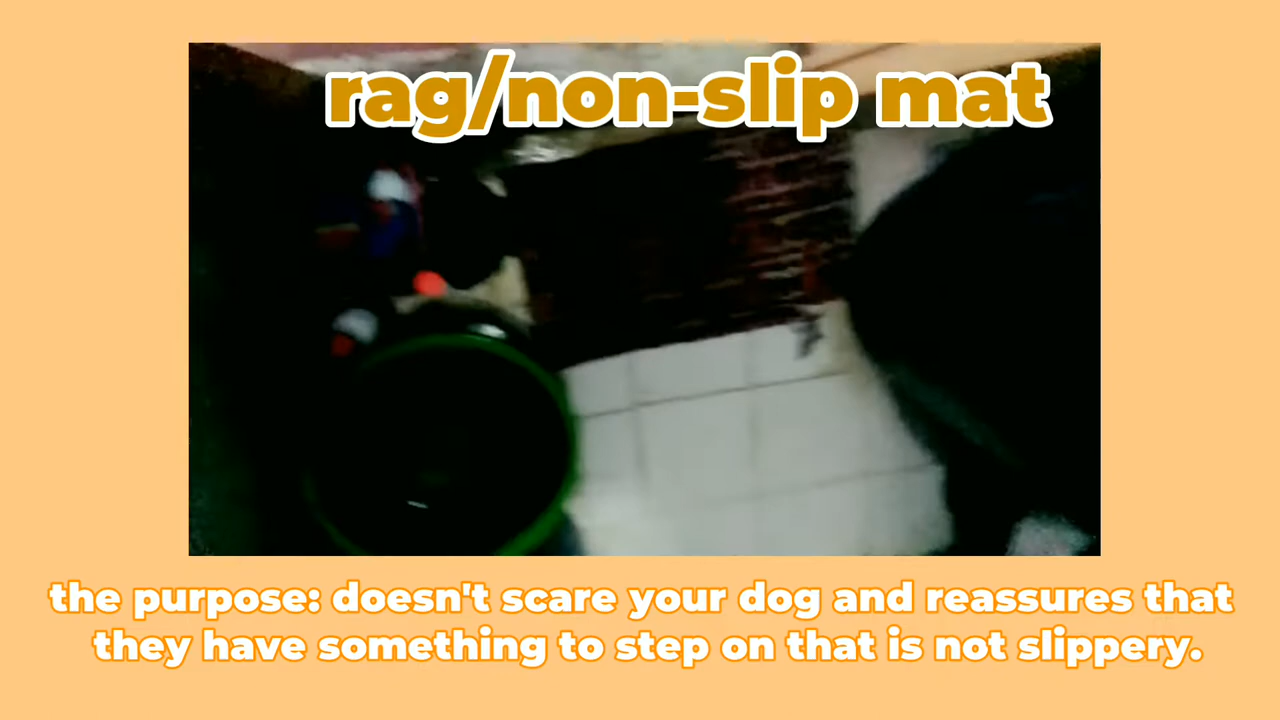 rag/non-slip mat
the purpose: doesn't scare your dog and reassures that
they have something to step on that is not slippery.